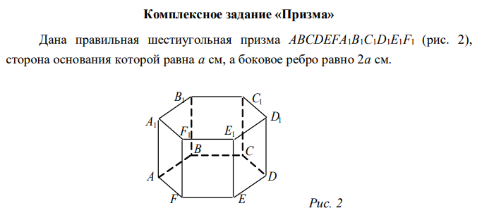 Комплексное задание «Призма»
Дана правильная шестиугольная призма ABCDEFA₁B₁C₁D₁E₁F₁ (рис. 2),
сторона основания которой равна a см, а боковое ребро равно 2a см.
B₁ C₁
A₁ D₁
F₁ E₁
B C
A D
F E
Рис. 2